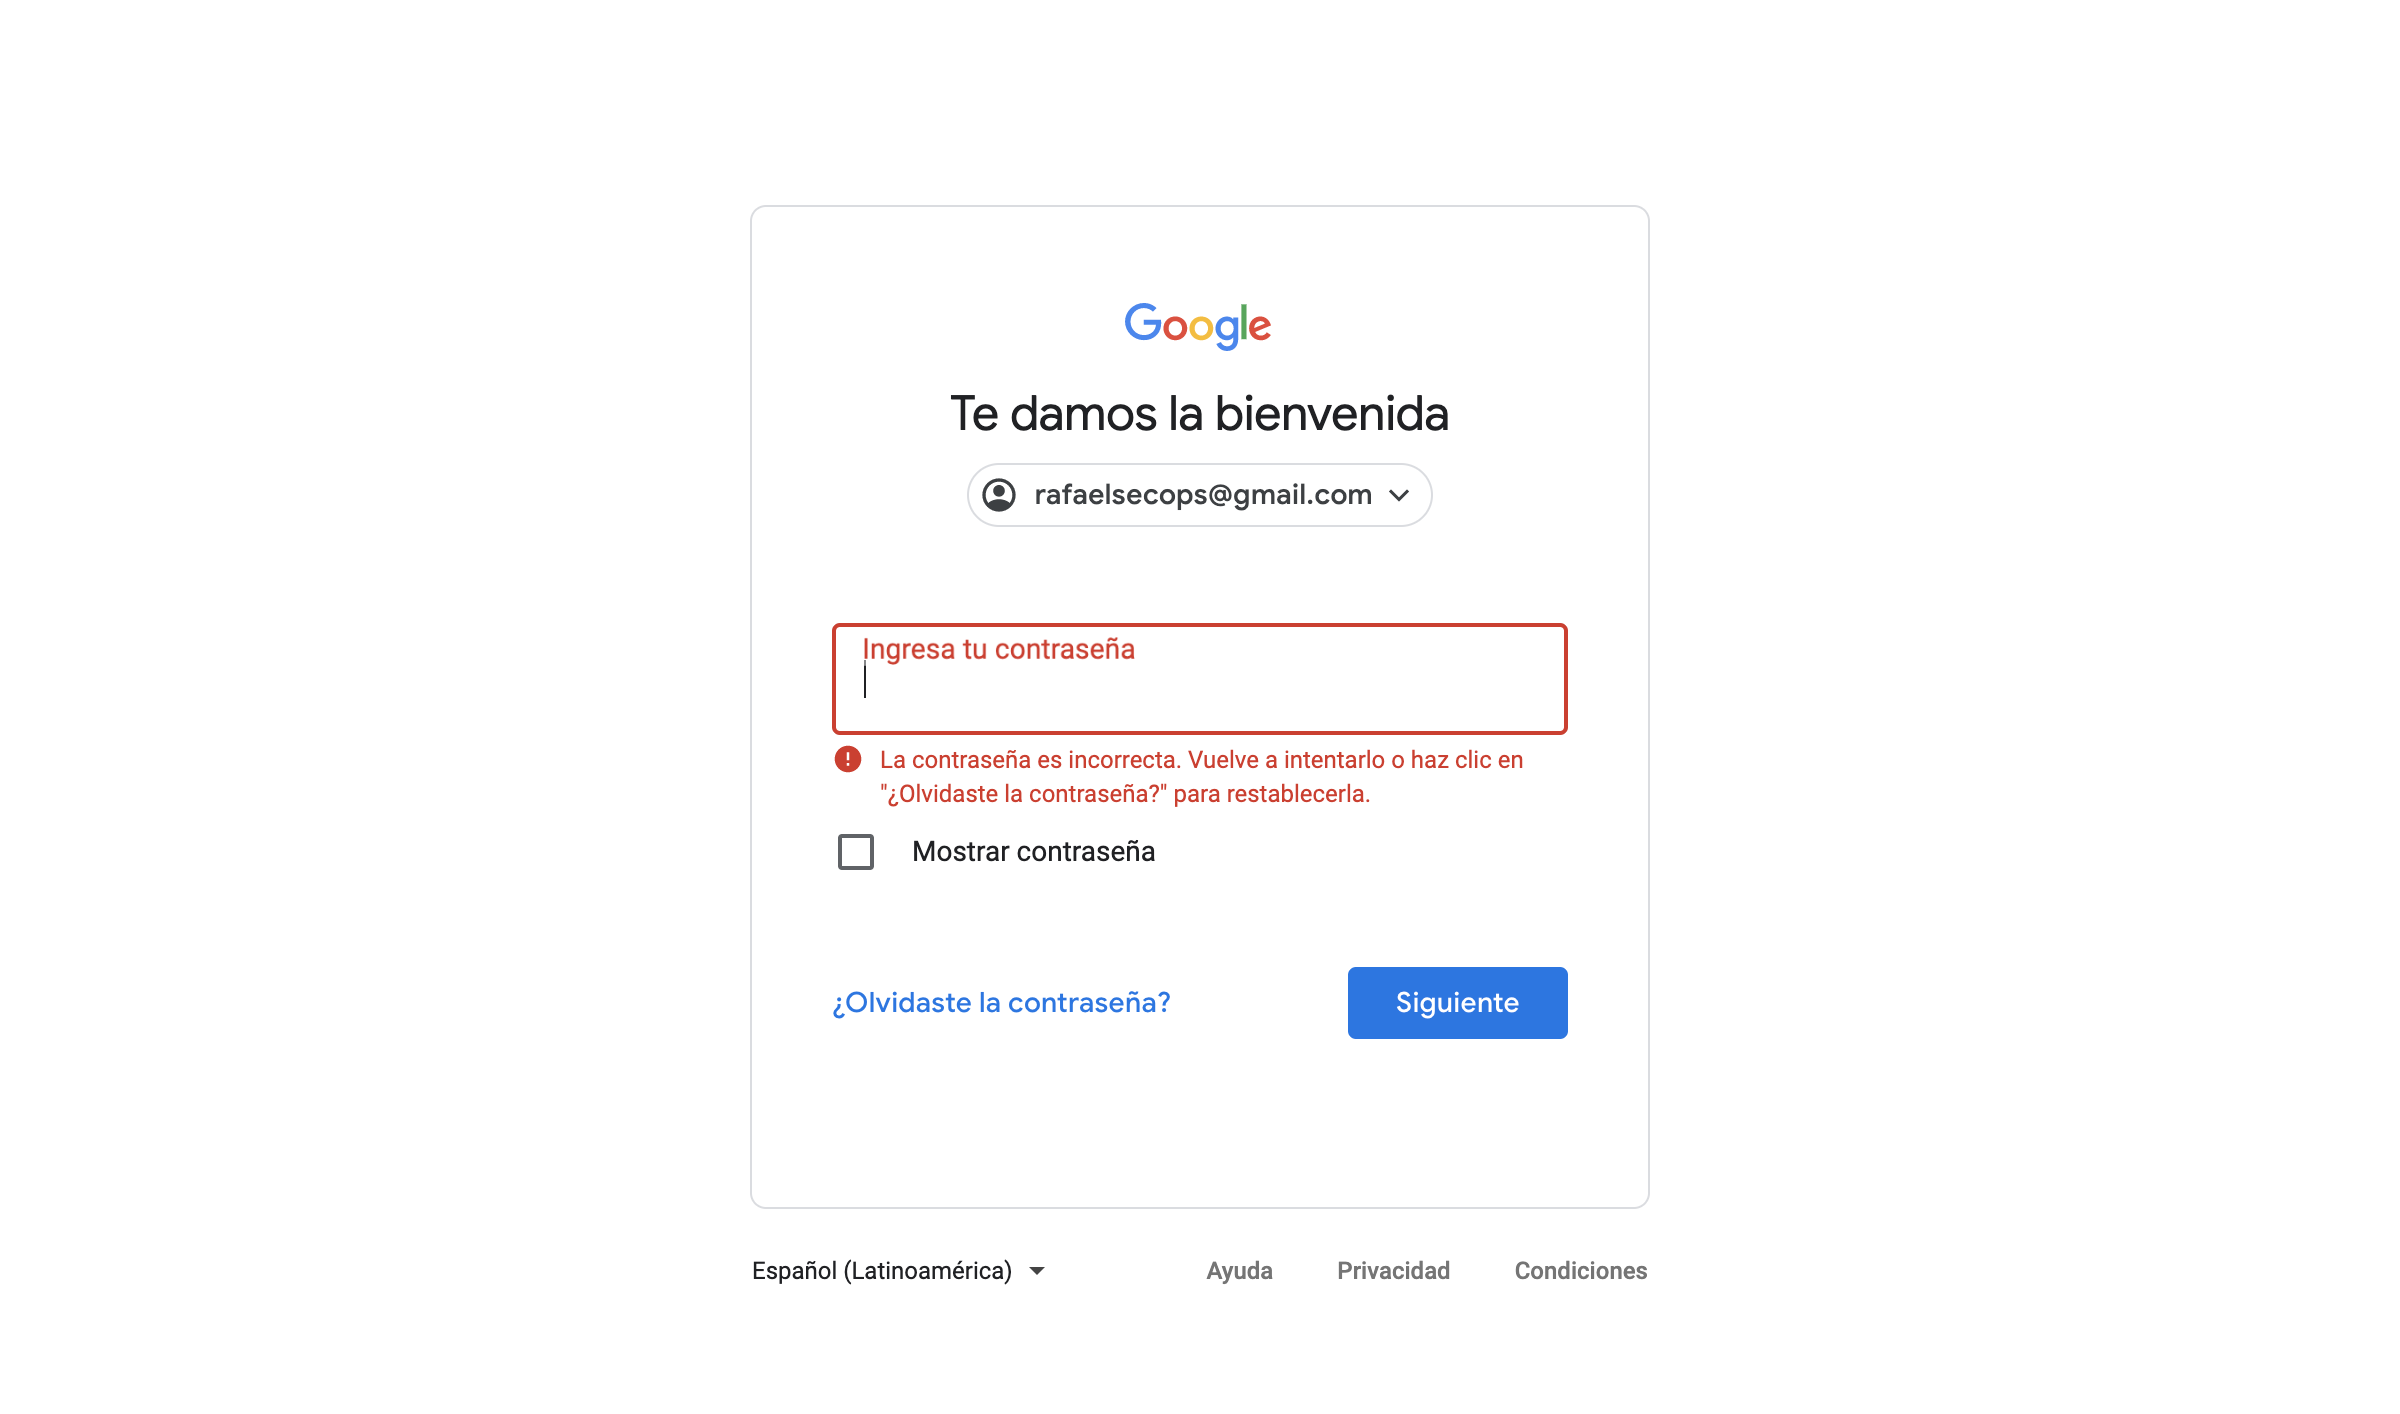 Google
Te damos la bienvenida
rafaelsecops@gmail.com
Ingresa tu contraseña
La contraseña es incorrecta. Vuelve a intentarlo o haz clic en
"¿Olvidaste la contraseña?" para restablecerla.
Mostrar contraseña
¿Olvidaste la contraseña?
Siguiente
Español (Latinoamérica)
Ayuda
Privacidad
Condiciones